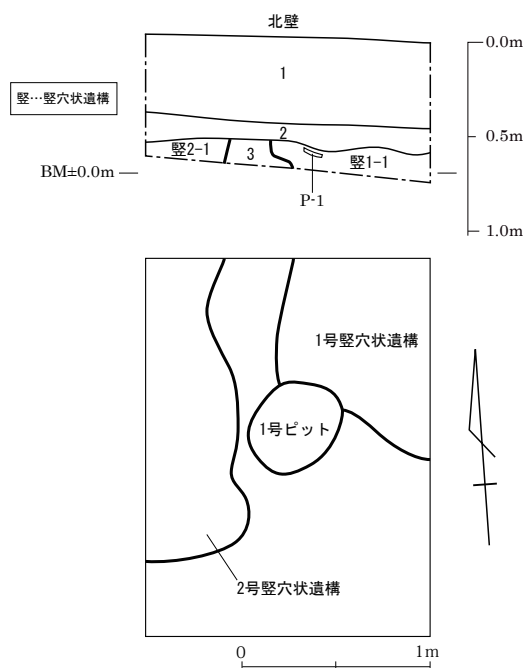 北壁
0.0m
1
竪…竪穴状遺構
2
0.5m
竪2-1
3
竪1-1
BM±0.0m
P-1
1.0m
1号竪穴状遺構
1号ピット
2号竪穴状遺構
0
1m